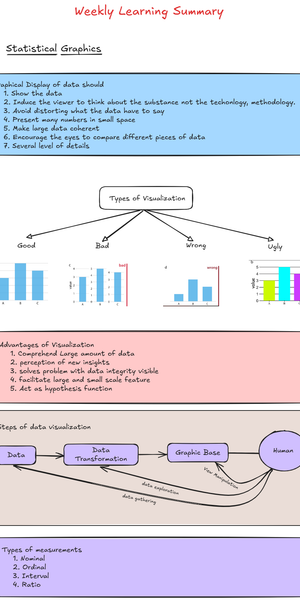 Weekly Learning Summary
Statistical Graphics
raphical Display of data should
1. Show the data
2. Induce the viewer to think about the substance not the techonlogy, methodology.
3. Avoid distorting what the data have to say
4. Present many numbers in small space
5. Make large data coherent
6. Encourage the eyes to compare different pieces of data
7. Several level of details
Types of Visualization
Good
Bad
Wrong
Ugly
bad
wrong
value
value
A B C
A B C
A B C
A B C
Advantages of Visualization
1. Comprehend Large amount of data
2. perception of new insights
3. solves problem with data integrity visible
4. facilitate large and small scale feature
5. Act as hypothesis function
Steps of data visualization
Data
Data Transformation
Graphic Base
Human
View Manipulation
data exploration
data gathering
Types of measurements
1. Nominal
2. Ordinal
3. Interval
4. Ratio